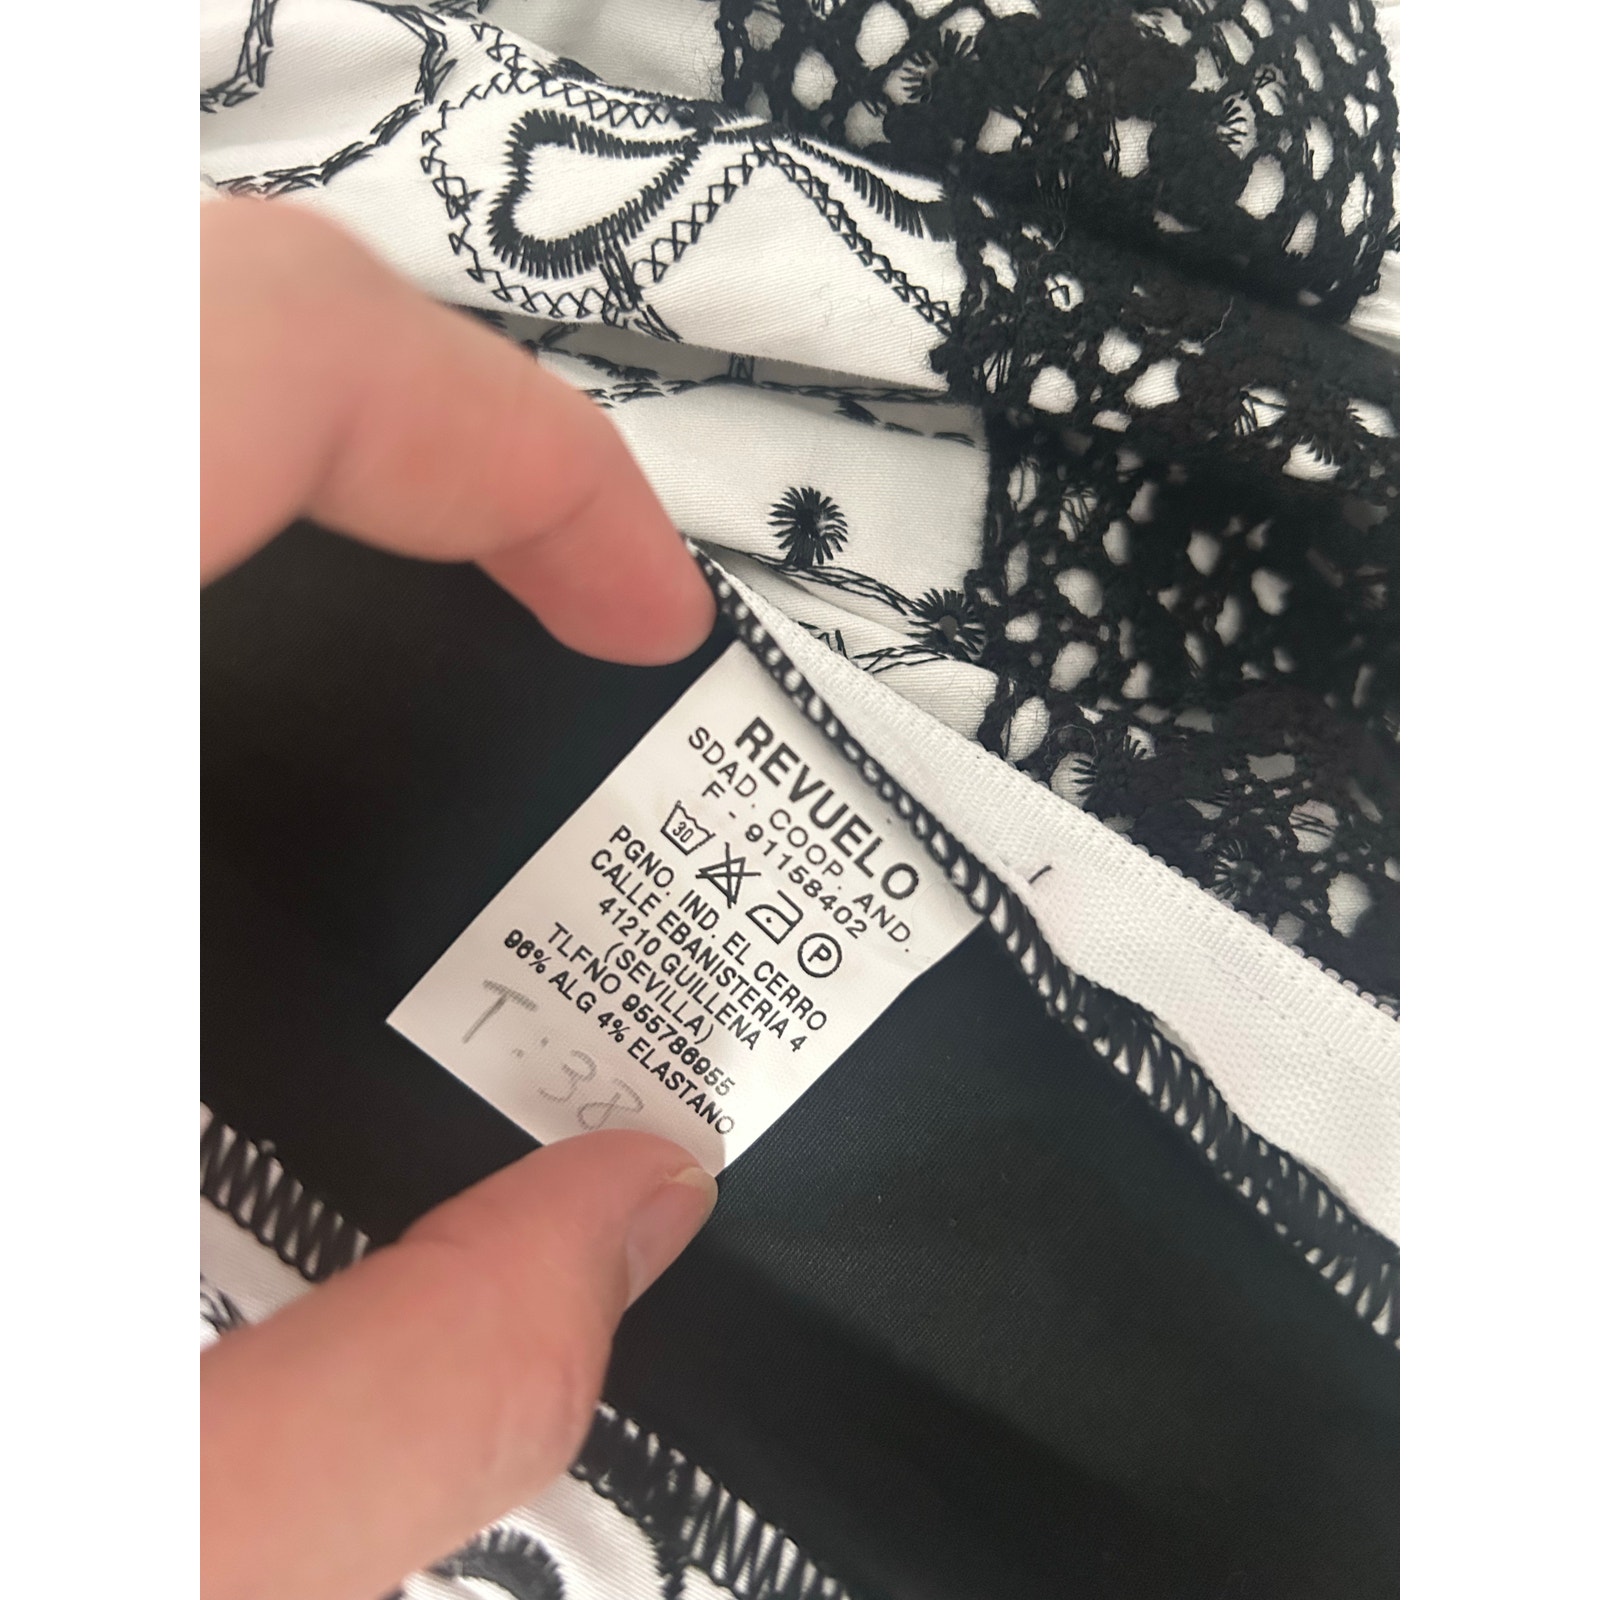 REVUELO
SDAD. COOP. AND.
F - 91158402
30 P
PGNO. IND. EL CERRO
CALLE EBANISTERIA 4
41210 GUILLENA
(SEVILLA)
TLFNO 955786955
96% ALG 4% ELASTANO
T:38